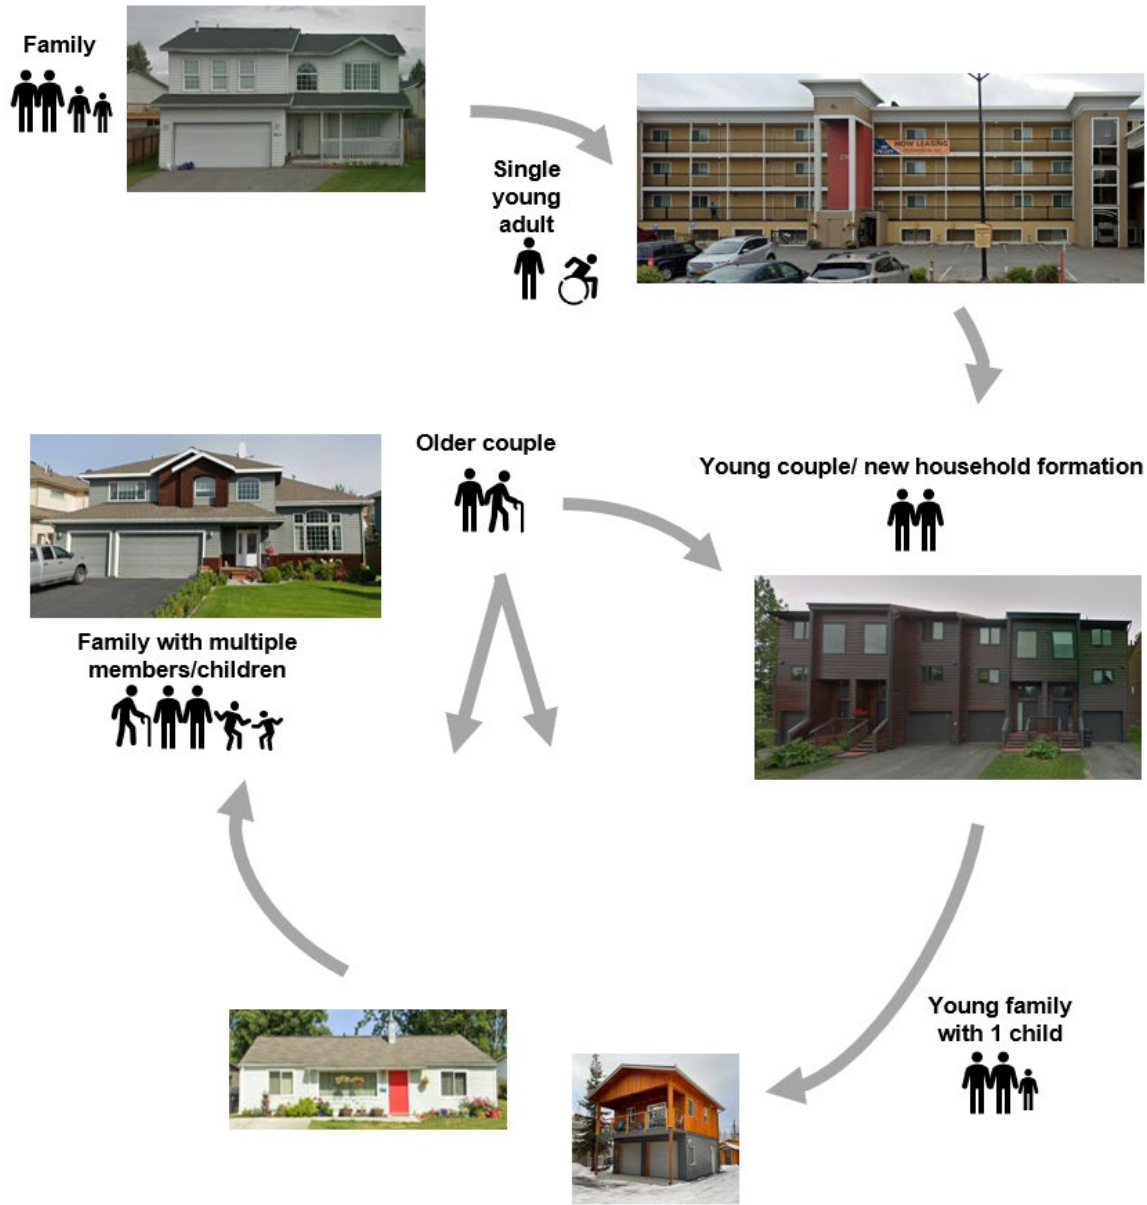 Family
Single
young
adult
NOW LEASING
Older couple
Young couple/ new household formation
Family with multiple
members/children
Young family
with 1 child